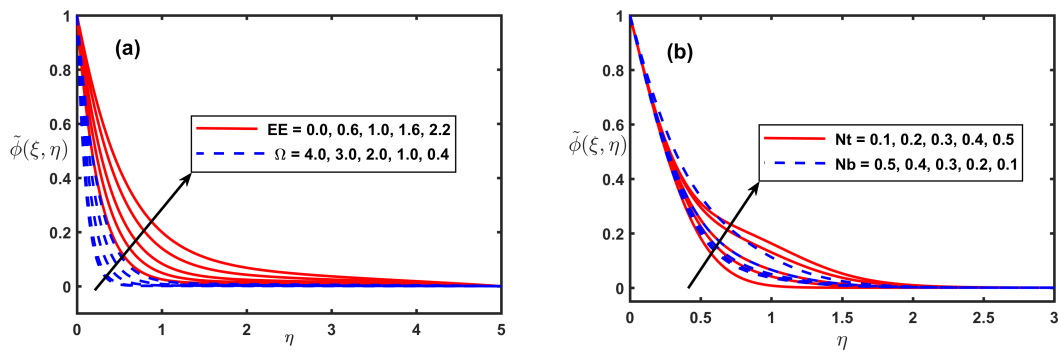 (a)
EE = 0.0, 0.6, 1.0, 1.6, 2.2
Ω = 4.0, 3.0, 2.0, 1.0, 0.4
ϕ̃(ξ, η)
1
0.8
0.6
0.4
0.2
0
0 1 2 3 4 5
η
(b)
Nt = 0.1, 0.2, 0.3, 0.4, 0.5
Nb = 0.5, 0.4, 0.3, 0.2, 0.1
ϕ̃(ξ, η)
1
0.8
0.6
0.4
0.2
0
0 0.5 1 1.5 2 2.5 3
η